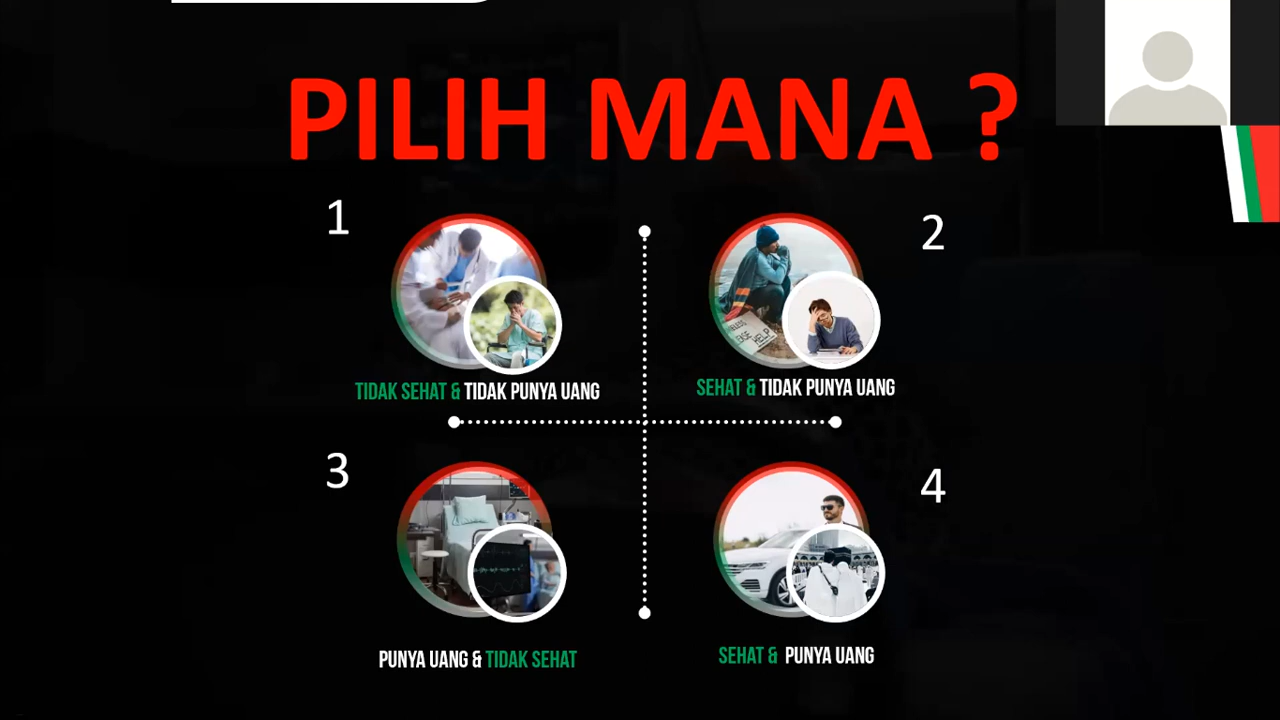 PILIH MANA ?
1
2
TIDAK SEHAT & TIDAK PUNYA UANG
SEHAT & TIDAK PUNYA UANG
3
4
PUNYA UANG & TIDAK SEHAT
SEHAT & PUNYA UANG